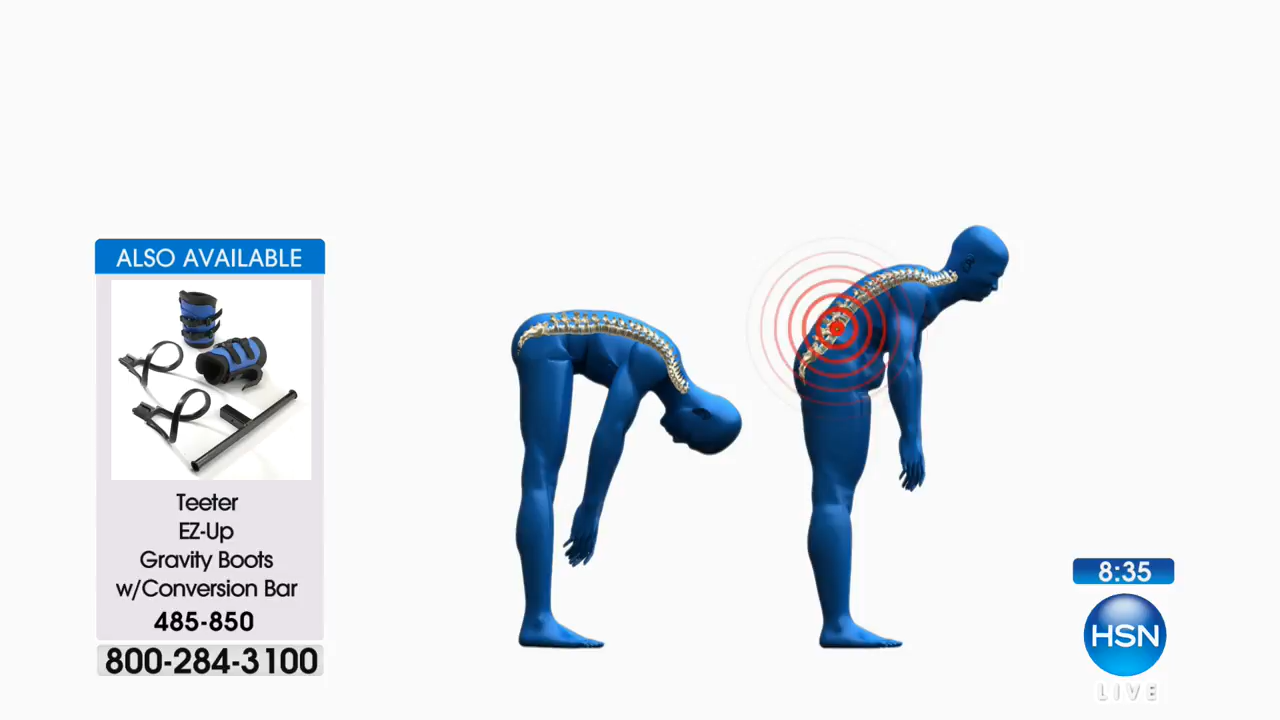 ALSO AVAILABLE
Teeter
EZ-Up
Gravity Boots
w/Conversion Bar
485-850
800-284-3100
8:35
HSN
LIVE